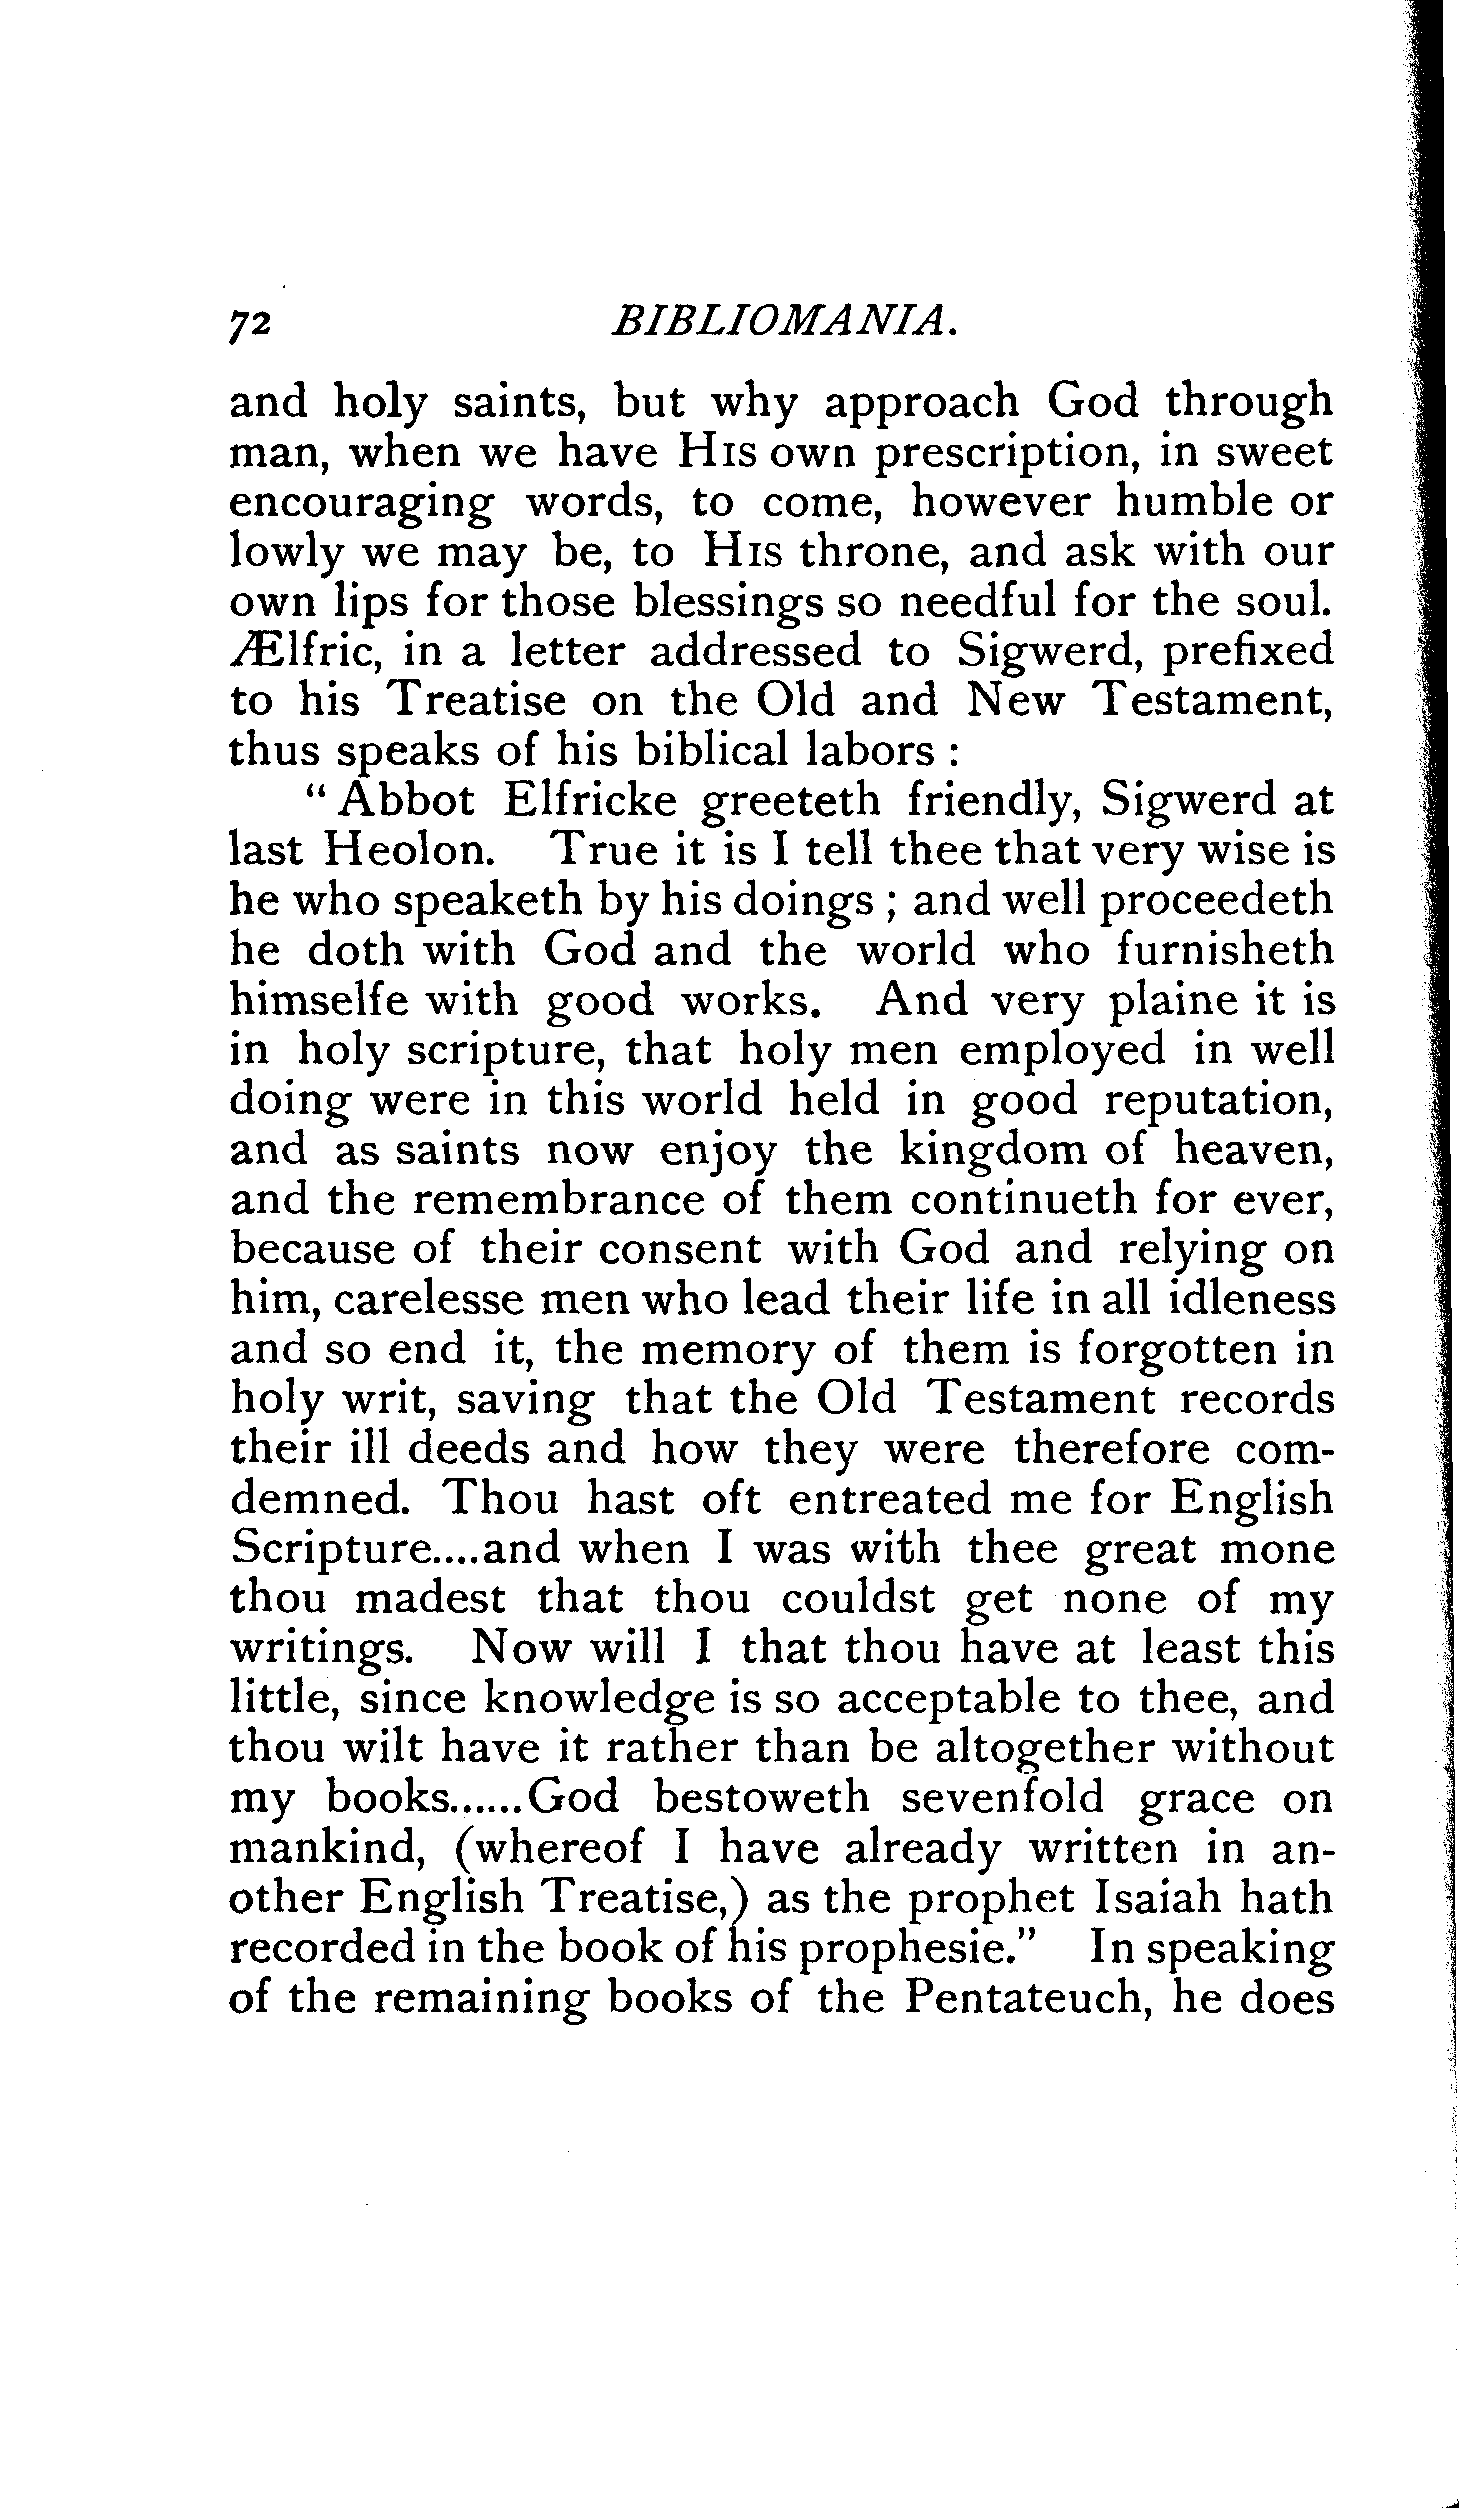 72 BIBLIOMANIA.
and holy saints, but why approach God through
man, when we have HIS own prescription, in sweet
encouraging words, to come, however humble or
lowly we may be, to HIS throne, and ask with our
own lips for those blessings so needful for the soul.
Ælfric, in a letter addressed to Sigwerd, prefixed
to his Treatise on the Old and New Testament,
thus speaks of his biblical labors :
“ Abbot Elfricke greeteth friendly, Sigwerd at
last Heolon. True it is I tell thee that very wise is
he who speaketh by his doings ; and well proceedeth
he doth with God and the world who furnisheth
himselfe with good works. And very plaine it is
in holy scripture, that holy men employed in well
doing were in this world held in good reputation,
and as saints now enjoy the kingdom of heaven,
and the remembrance of them continueth for ever,
because of their consent with God and relying on
him, carelesse men who lead their life in all idleness
and so end it, the memory of them is forgotten in
holy writ, saving that the Old Testament records
their ill deeds and how they were therefore com-
demned. Thou hast oft entreated me for English
Scripture....and when I was with thee great mone
thou madest that thou couldst get none of my
writings. Now will I that thou have at least this
little, since knowledge is so acceptable to thee, and
thou wilt have it rather than be altogether without
my books......God bestoweth sevenfold grace on
mankind, (whereof I have already written in an-
other English Treatise,) as the prophet Isaiah hath
recorded in the book of his prophesie.” In speaking
of the remaining books of the Pentateuch, he does